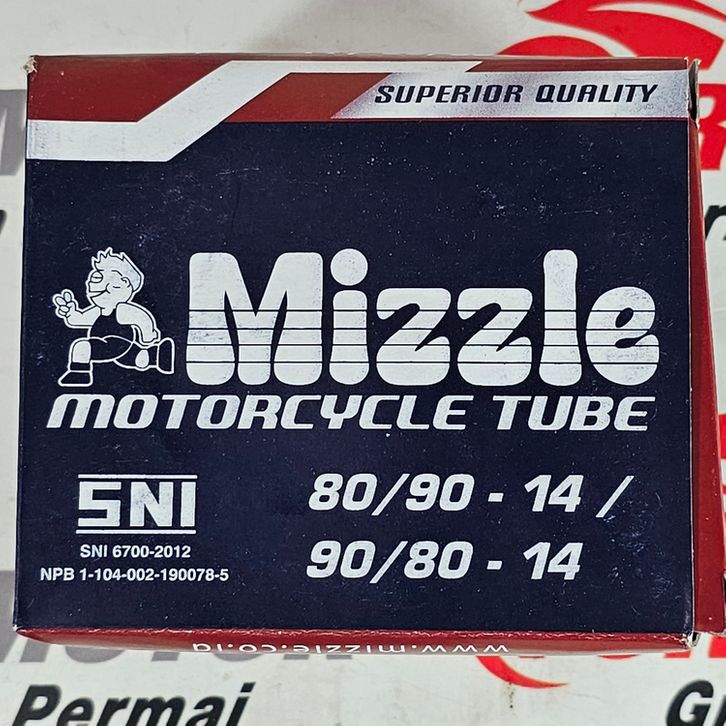 SUPERIOR QUALITY
Mizzle
MOTORCYCLE TUBE
SNI
SNI 6700-2012
NPB 1-104-002-190078-5
80/90 - 14 /
90/80 - 14
www.mizzle.co.id
Permai